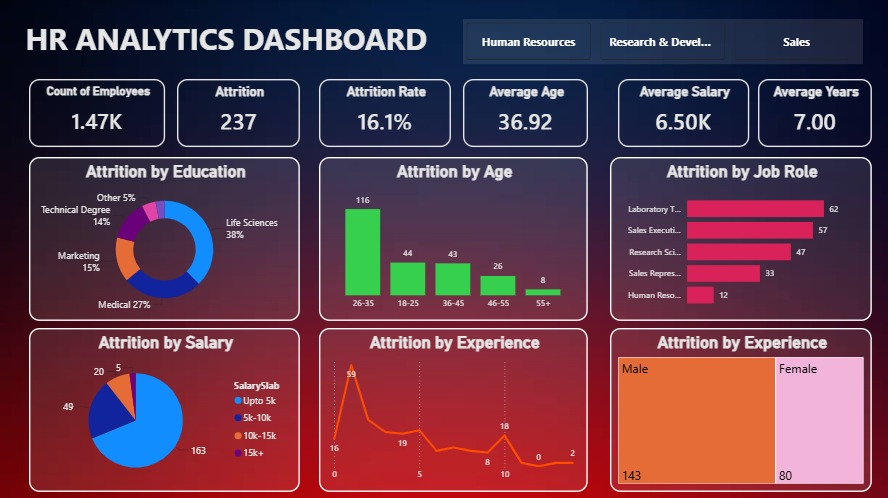 HR ANALYTICS DASHBOARD
Human Resources
Research & Devel...
Sales
Count of Employees
1.47K
Attrition
237
Attrition Rate
16.1%
Average Age
36.92
Average Salary
6.50K
Average Years
7.00
Attrition by Education
Other 5%
Technical Degree
14%
Life Sciences
38%
Marketing
15%
Medical 27%
Attrition by Age
116
44
43
26
8
26-35
18-25
36-45
46-55
55+
Attrition by Job Role
Laboratory T...
62
Sales Executi...
57
Research Sci...
47
Sales Repres...
33
Human Reso...
12
Attrition by Salary
20
5
49
163
SalarySlab
Upto 5k
5k-10k
10k-15k
15k+
Attrition by Experience
59
16
19
18
8
0
2
0
5
10
Attrition by Experience
Male
143
Female
80